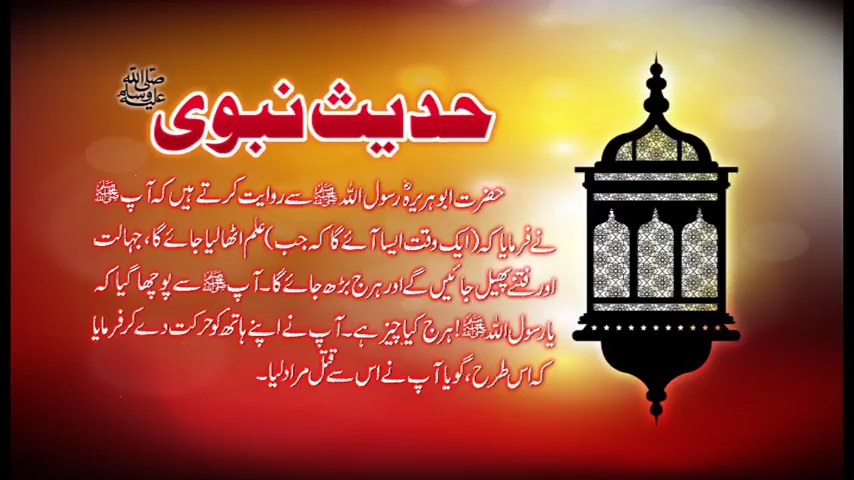 حدیث نبوی ﷺ
حضرت ابو ہریرہؓ رسول اللہ ﷺ سے روایت کرتے ہیں کہ آپ ﷺ
نے فرمایا کہ (ایک وقت ایسا آئے گا کہ جب) علم اٹھا لیا جائے گا، جہالت
اور فتنے پھیل جائیں گے اور ہرج بڑھ جائے گا۔ آپ ﷺ سے پوچھا گیا کہ
یا رسول اللہ ﷺ! ہرج کیا چیز ہے۔ آپ نے اپنے ہاتھ کو حرکت دے کر فرمایا
کہ اس طرح، گویا آپ نے اس سے قتل مراد لیا۔